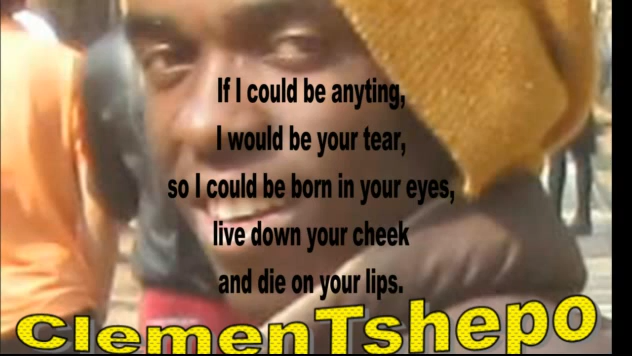 If I could be anyting,
I would be your tear,
so I could be born in your eyes,
live down your cheek
and die on your lips.
ClemenTshepo